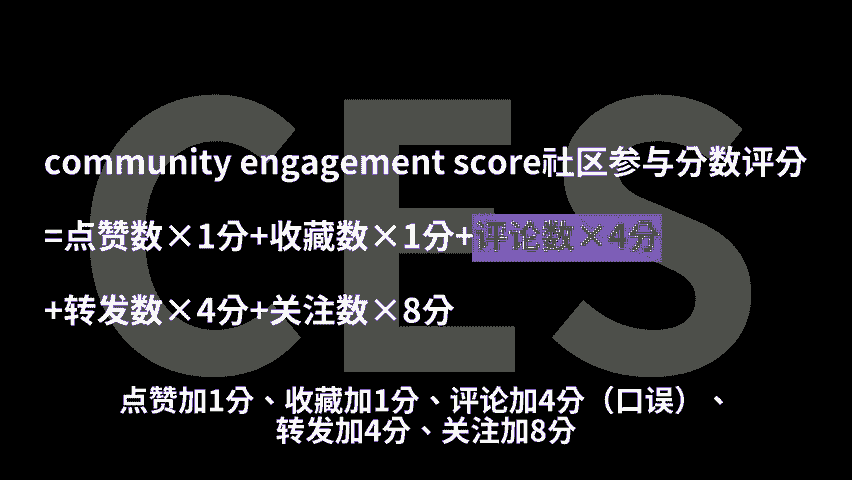 CES
community engagement score社区参与分数评分
=点赞数×1分+收藏数×1分+评论数×4分
+转发数×4分+关注数×8分
点赞加1分、收藏加1分、评论加4分（口误）、
转发加4分、关注加8分